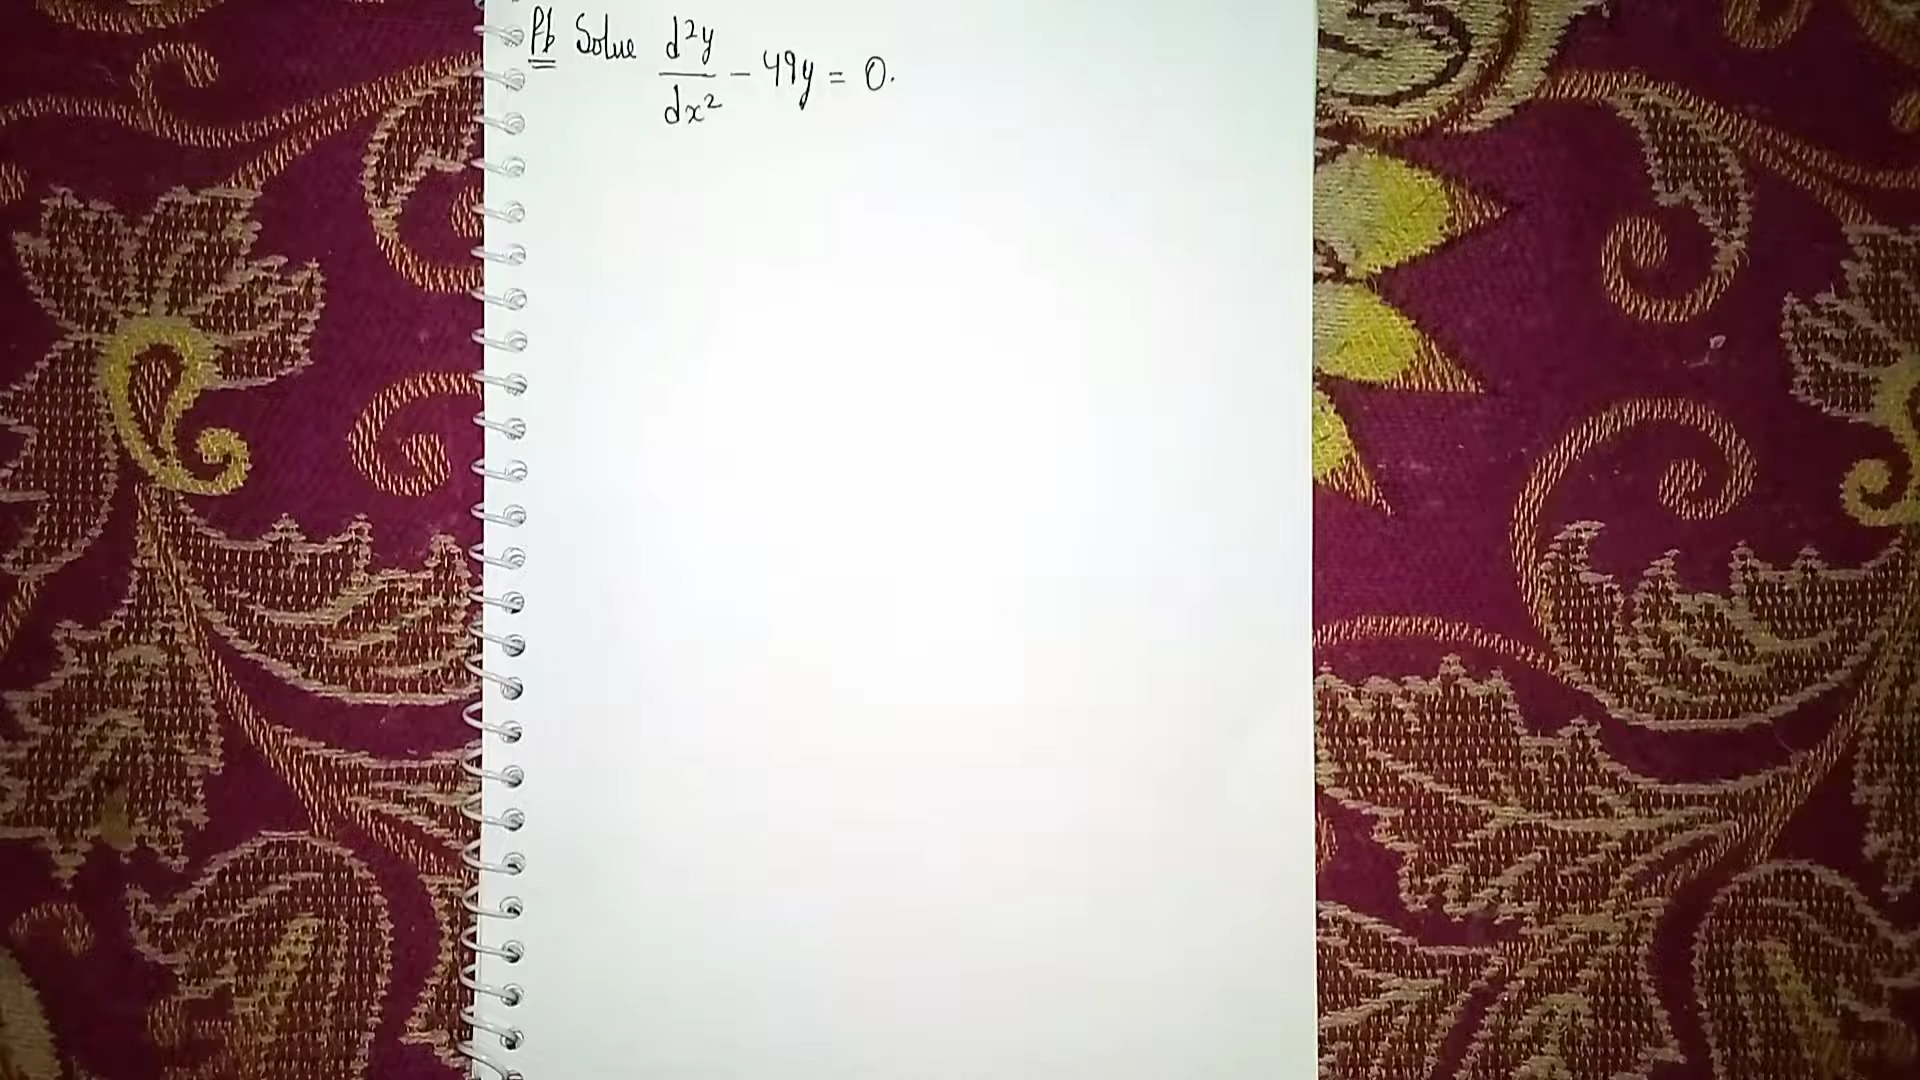 Pb Solve d²y/dx² - 49y = 0.